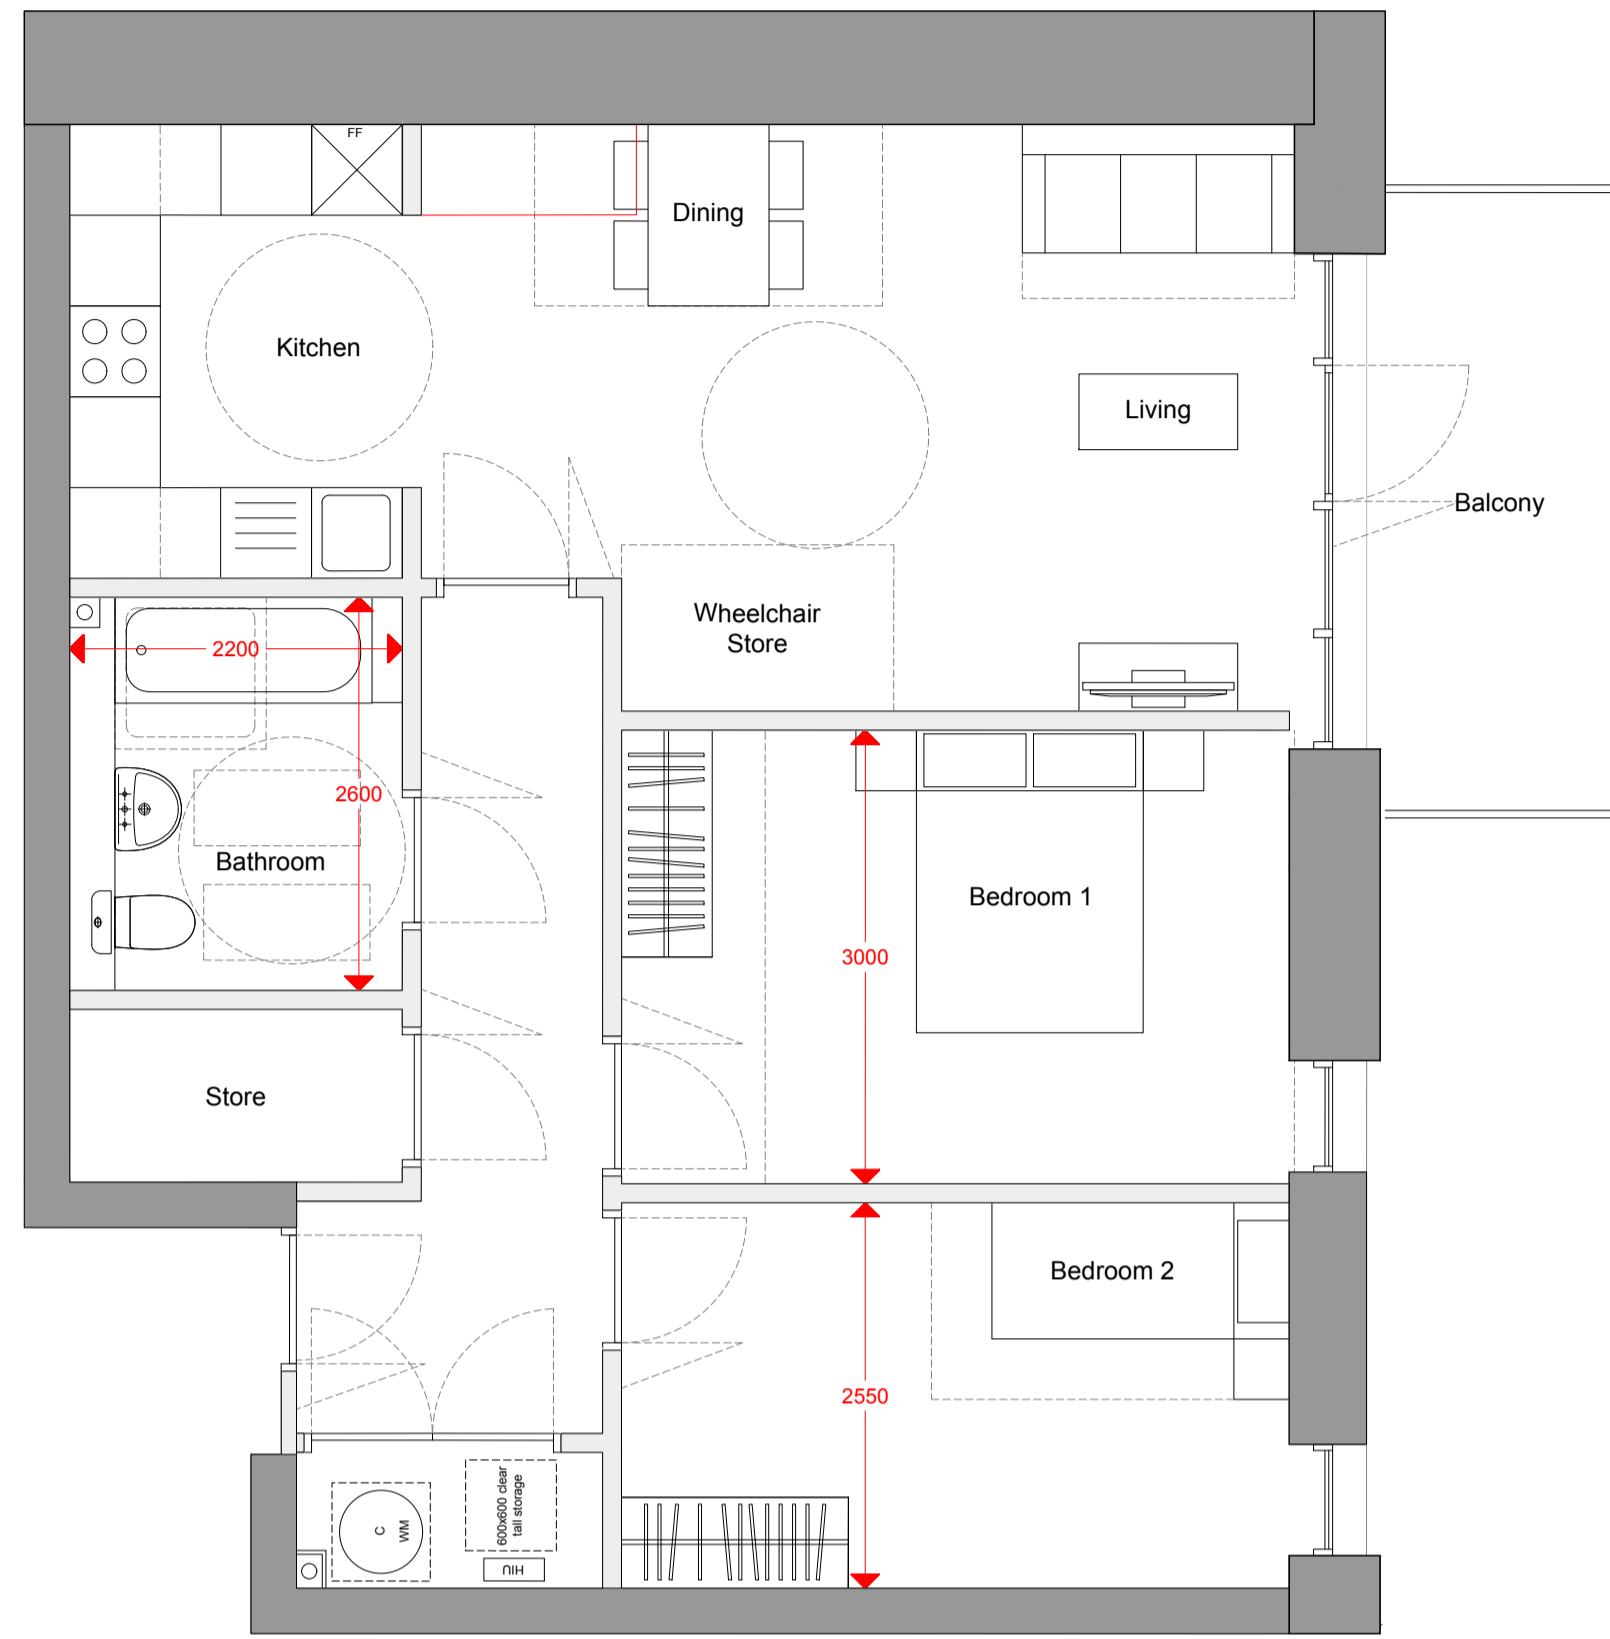 FF
Dining
Kitchen
Living
Balcony
Wheelchair
Store
2200
2600
Bathroom
Bedroom 1
3000
Store
Bedroom 2
2550
C
WM
600x600 clear
tall storage
HIU